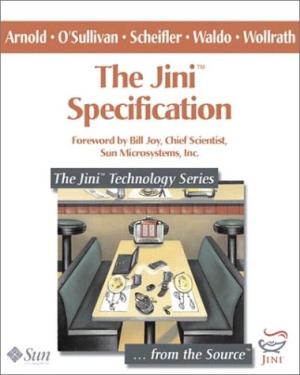 Arnold • O'Sullivan • Scheifler • Waldo • Wollrath
The Jini™
Specification
Foreword by Bill Joy, Chief Scientist,
Sun Microsystems, Inc.
The Jini™ Technology Series
Sun
... from the Source™
JINI